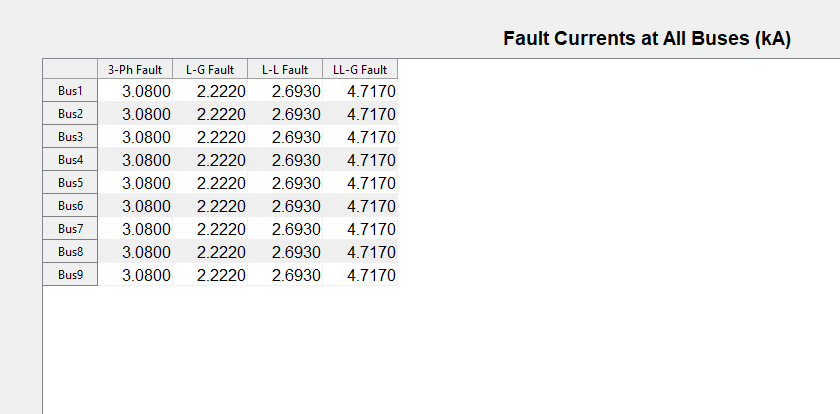 Fault Currents at All Buses (kA)
3-Ph Fault L-G Fault L-L Fault LL-G Fault
Bus1 3.0800 2.2220 2.6930 4.7170
Bus2 3.0800 2.2220 2.6930 4.7170
Bus3 3.0800 2.2220 2.6930 4.7170
Bus4 3.0800 2.2220 2.6930 4.7170
Bus5 3.0800 2.2220 2.6930 4.7170
Bus6 3.0800 2.2220 2.6930 4.7170
Bus7 3.0800 2.2220 2.6930 4.7170
Bus8 3.0800 2.2220 2.6930 4.7170
Bus9 3.0800 2.2220 2.6930 4.7170